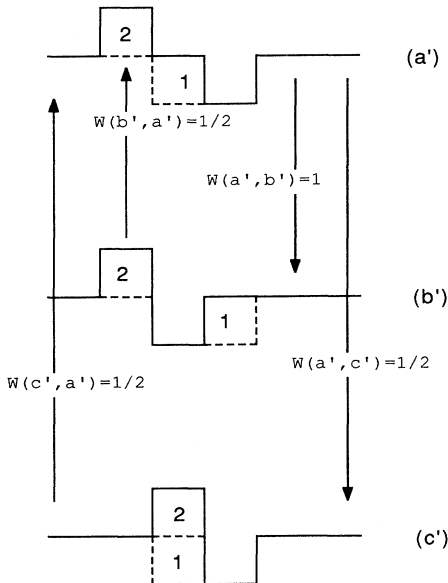 2
(a')
1
W(b',a')=1/2
W(a',b')=1
2
(b')
1
W(c',a')=1/2
W(a',c')=1/2
2
(c')
1